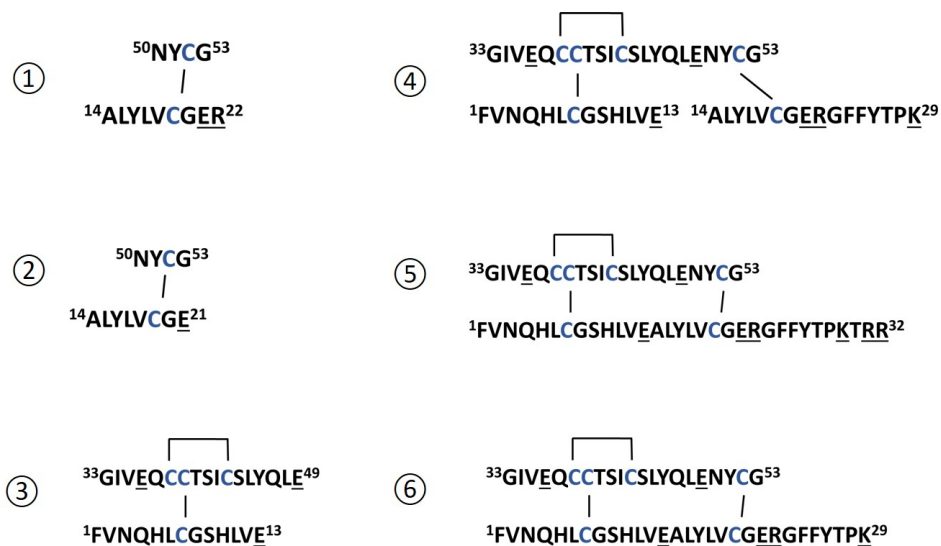 ①
⁵⁰NYCG⁵³
¹⁴ALYLVCGER²²
②
⁵⁰NYCG⁵³
¹⁴ALYLVCGE²¹
③
³³GIVEQCCTSICSLYQLE⁴⁹
¹FVNQHLCGSHLVE¹³
④
³³GIVEQCCTSICSLYQLENYCG⁵³
¹FVNQHLCGSHLVE¹³ ¹⁴ALYLVCGERGFFYTPK²⁹
⑤
³³GIVEQCCTSICSLYQLENYCG⁵³
¹FVNQHLCGSHLVEALYLVCGERGFFYTPKTRR³²
⑥
³³GIVEQCCTSICSLYQLENYCG⁵³
¹FVNQHLCGSHLVEALYLVCGERGFFYTPK²⁹